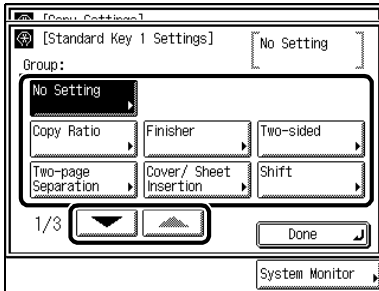 [Copy Settings]
[Standard Key 1 Settings]
No Setting
Group:
No Setting
Copy Ratio
Finisher
Two-sided
Two-page
Separation
Cover/ Sheet
Insertion
Shift
1/3
Done
System Monitor